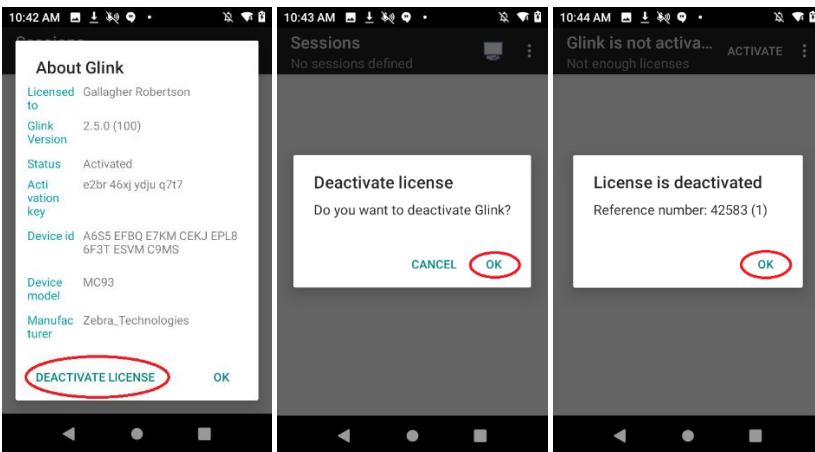 10:42 AM
Sessions
About Glink
Licensed to
Gallagher Robertson
Glink Version
2.5.0 (100)
Status
Activated
Acti
vation
key
e2br 46xj ydju q7t7
Device id
A6S5 EFBQ E7KM CEKJ EPL8
6F3T ESVM C9MS
Device
model
MC93
Manufac
turer
Zebra_Technologies
DEACTIVATE LICENSE
OK
10:43 AM
Sessions
No sessions defined
Deactivate license
Do you want to deactivate Glink?
CANCEL
OK
10:44 AM
Glink is not activa...
ACTIVATE
Not enough licenses
License is deactivated
Reference number: 42583 (1)
OK